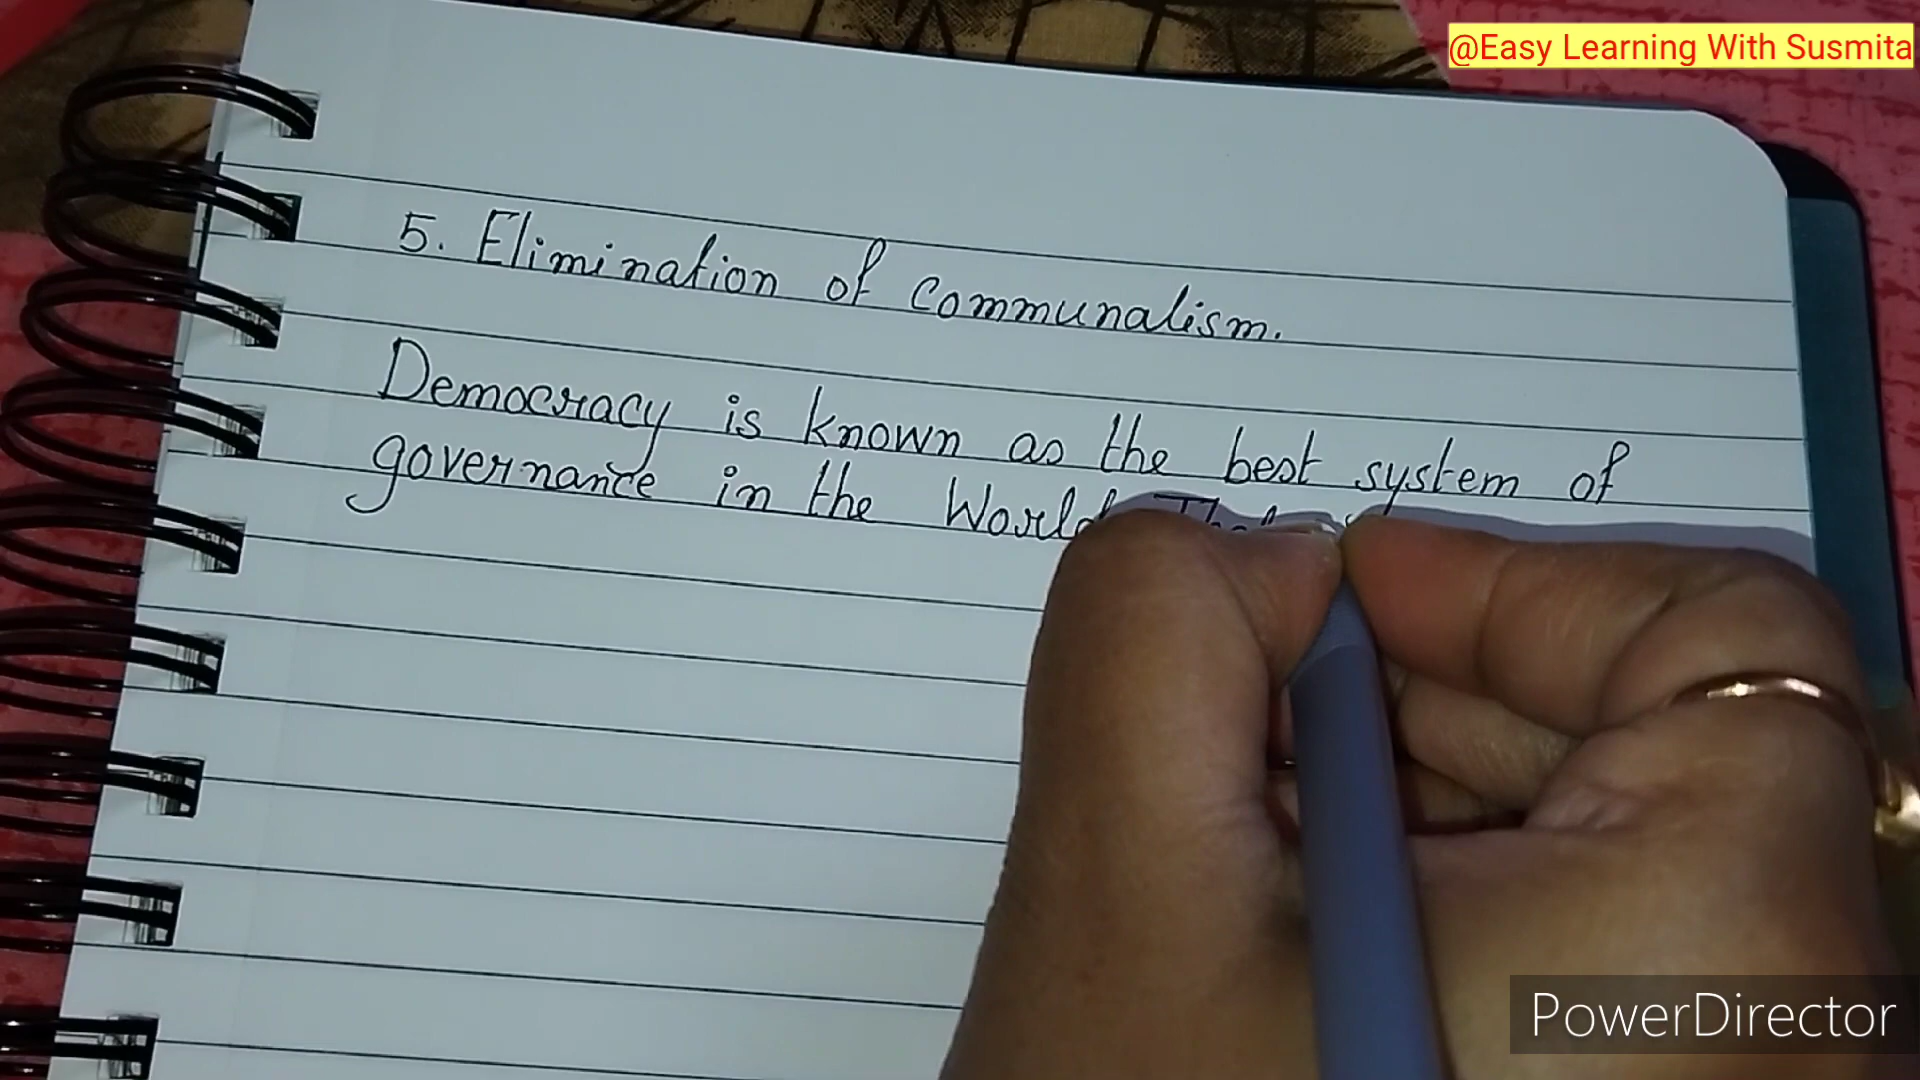 @Easy Learning With Susmita
5. Elimination of communalism.
Democracy is known as the best system of
governance in the World
PowerDirector